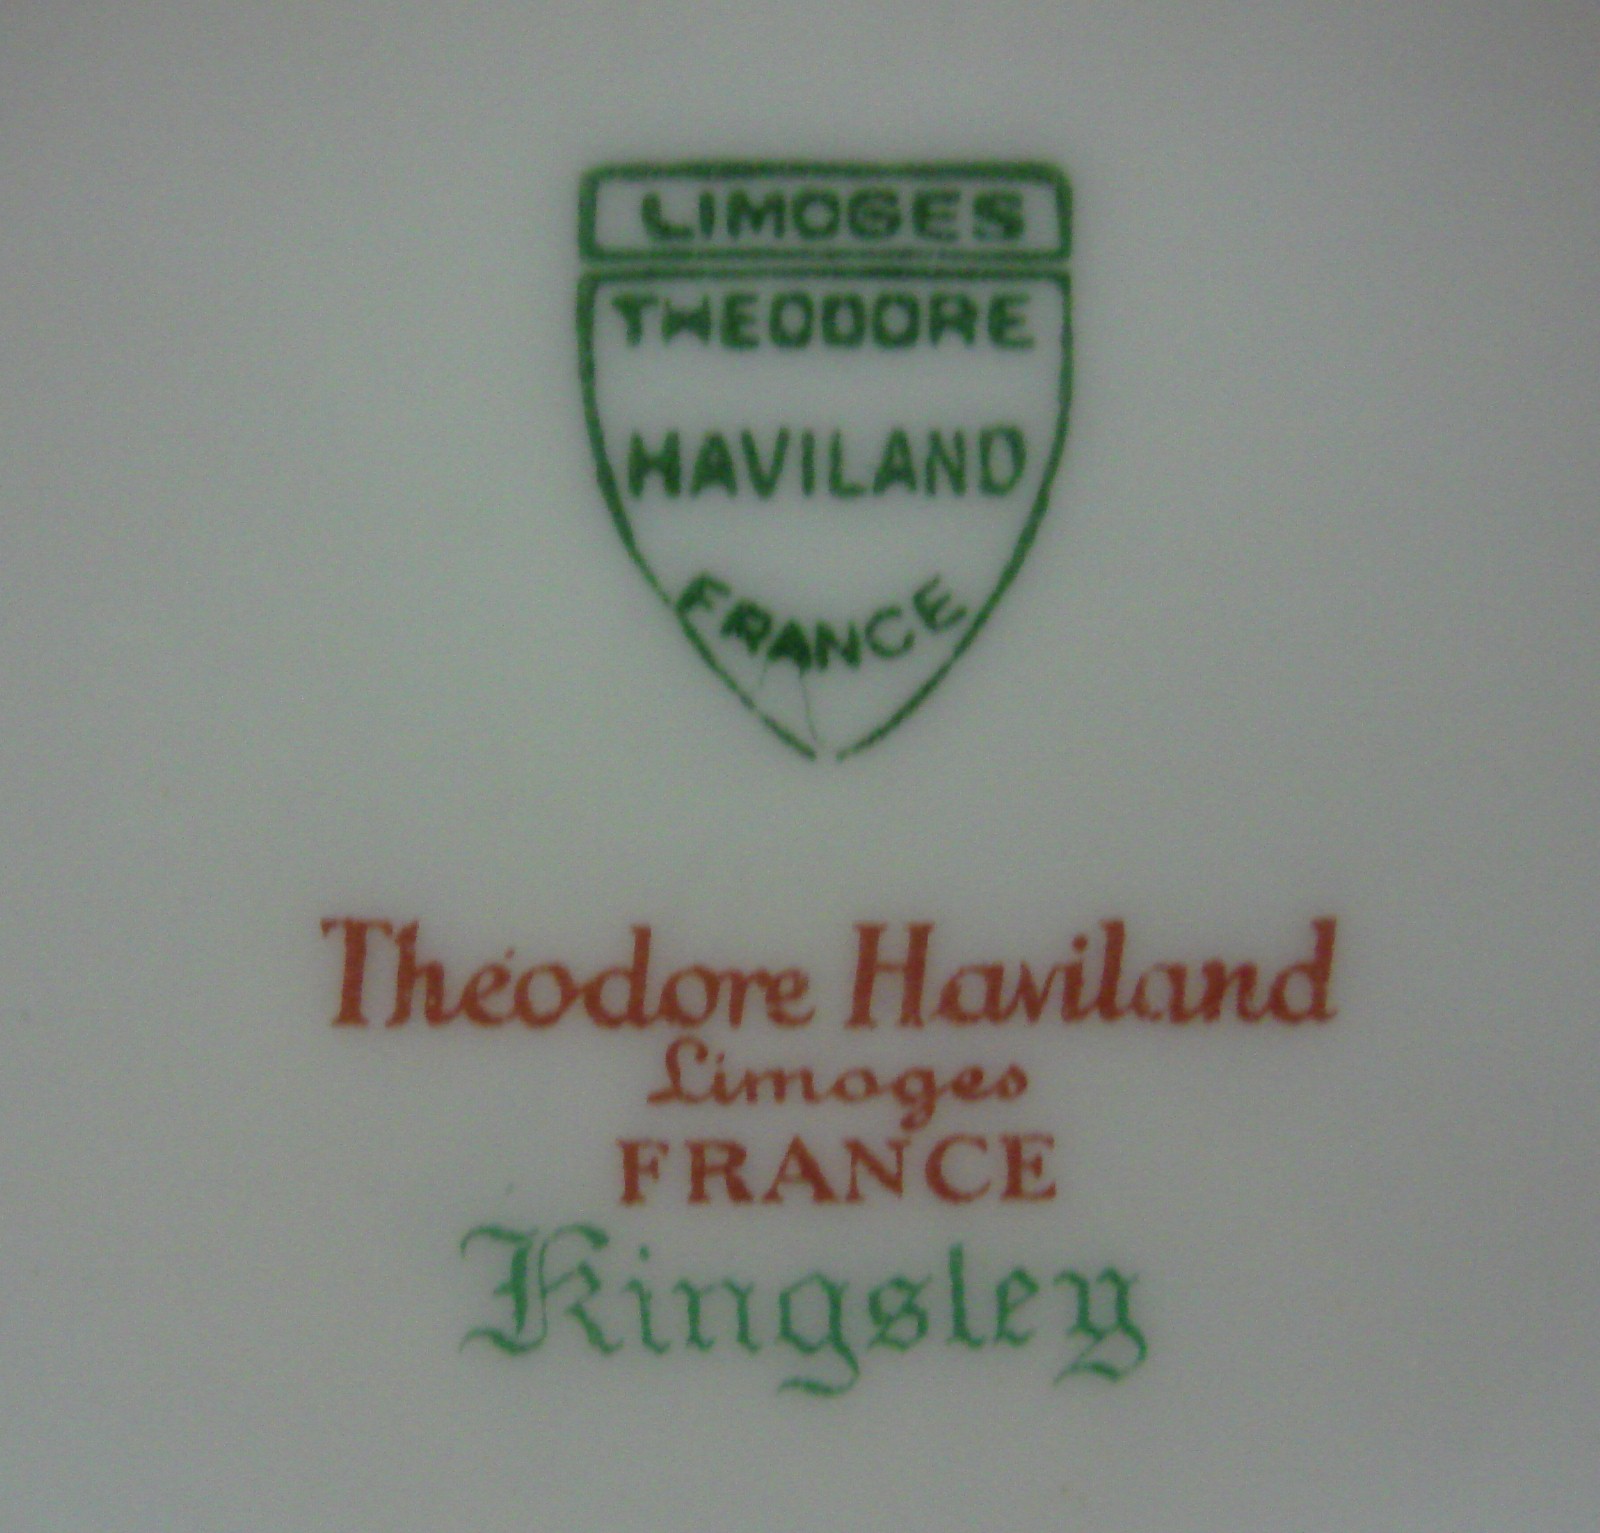 LIMOGES
THEODORE
HAVILAND
FRANCE
Théodore Haviland
Limoges
FRANCE
Kingsley